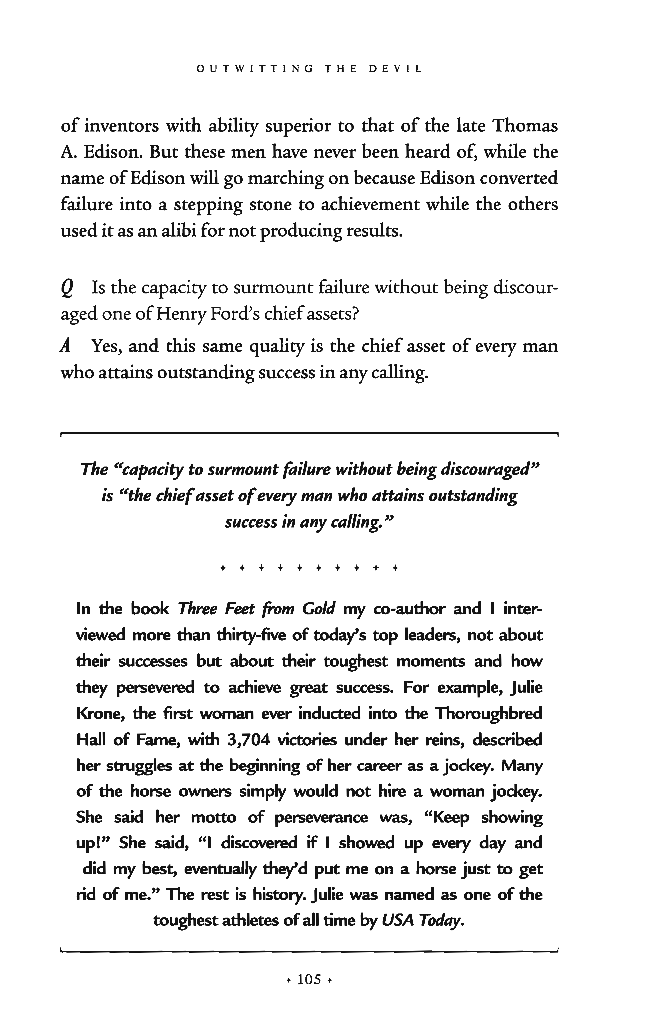 OUTWITTING THE DEVIL
of inventors with ability superior to that of the late Thomas
A. Edison. But these men have never been heard of, while the
name of Edison will go marching on because Edison converted
failure into a stepping stone to achievement while the others
used it as an alibi for not producing results.
Q Is the capacity to surmount failure without being discour-
aged one of Henry Ford's chief assets?
A Yes, and this same quality is the chief asset of every man
who attains outstanding success in any calling.
The “capacity to surmount failure without being discouraged”
is “the chief asset of every man who attains outstanding
success in any calling.”
In the book Three Feet from Gold my co-author and I inter-
viewed more than thirty-five of today's top leaders, not about
their successes but about their toughest moments and how
they persevered to achieve great success. For example, Julie
Krone, the first woman ever inducted into the Thoroughbred
Hall of Fame, with 3,704 victories under her reins, described
her struggles at the beginning of her career as a jockey. Many
of the horse owners simply would not hire a woman jockey.
She said her motto of perseverance was, “Keep showing
up!” She said, “I discovered if I showed up every day and
did my best, eventually they'd put me on a horse just to get
rid of me.” The rest is history. Julie was named as one of the
toughest athletes of all time by USA Today.
105